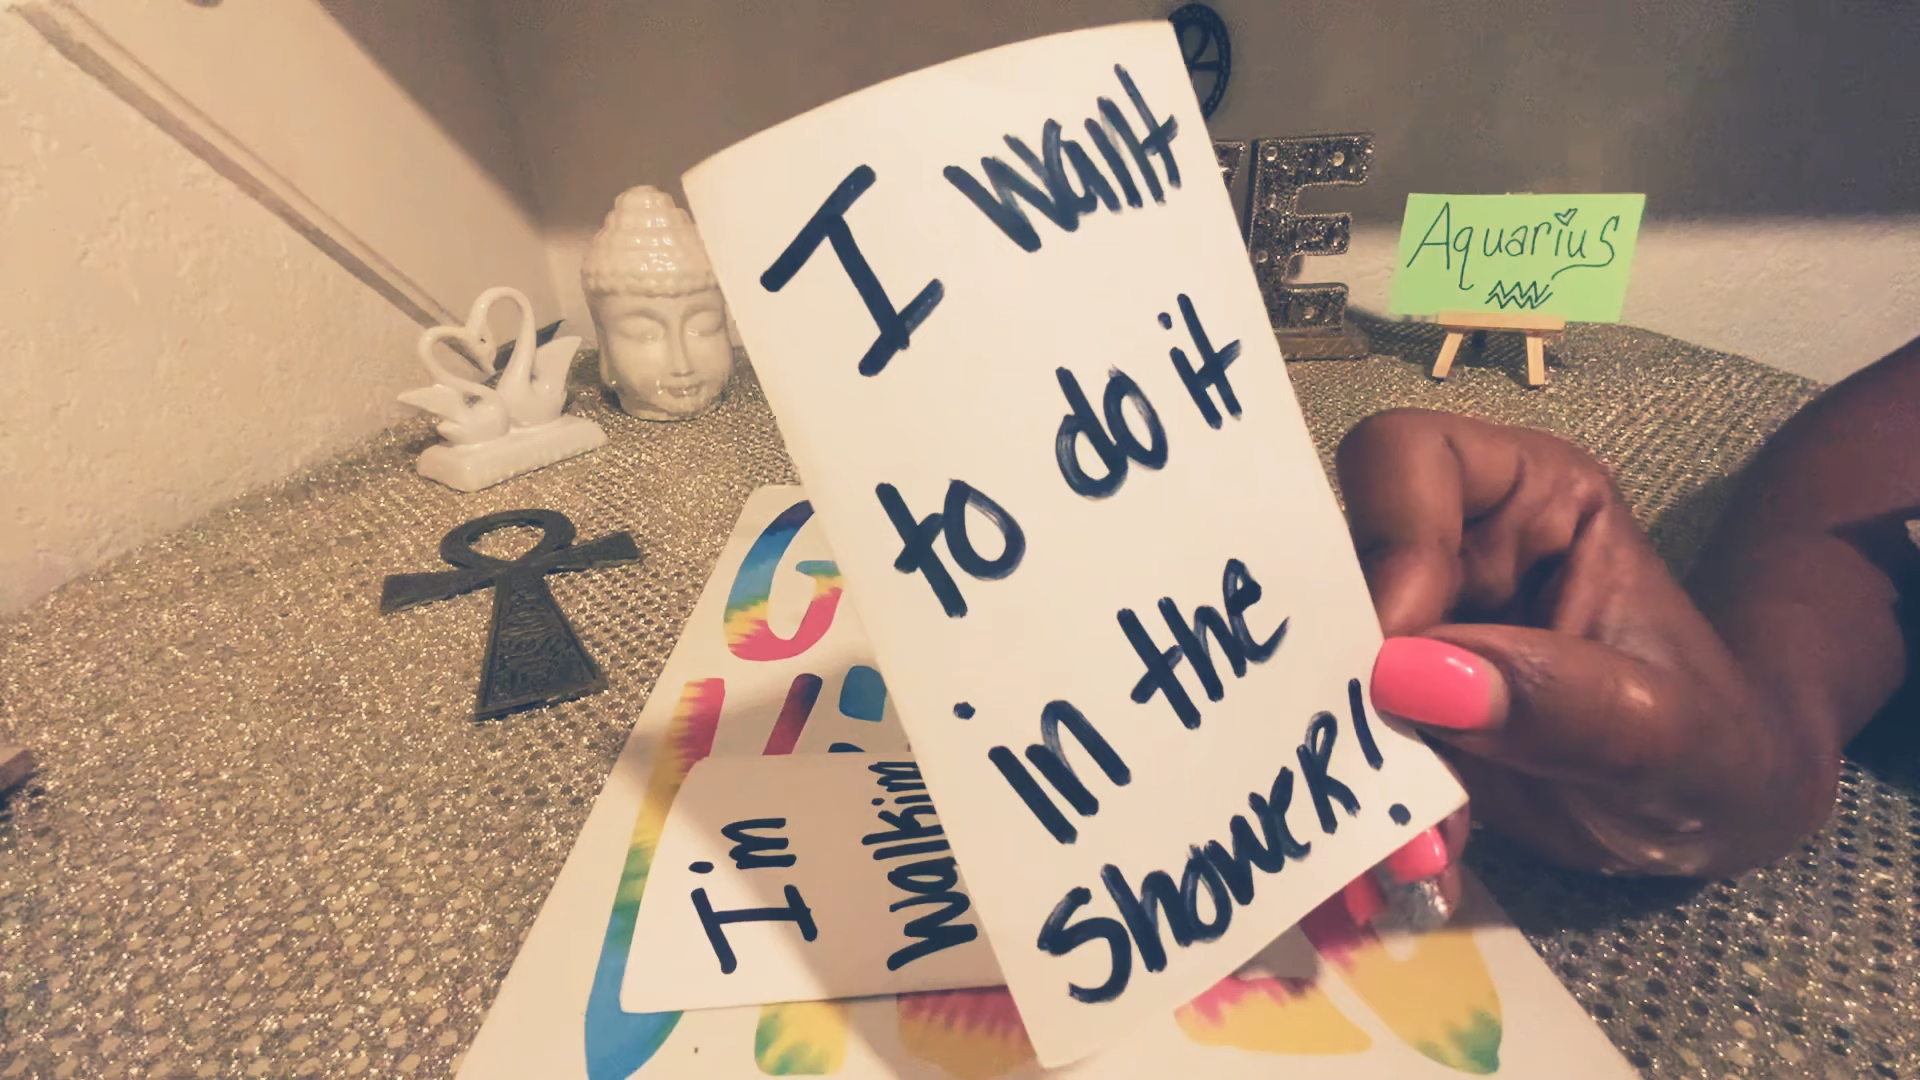 I want
to do it
in the
ShoweR!
Aquarius
I'm
walkin
E